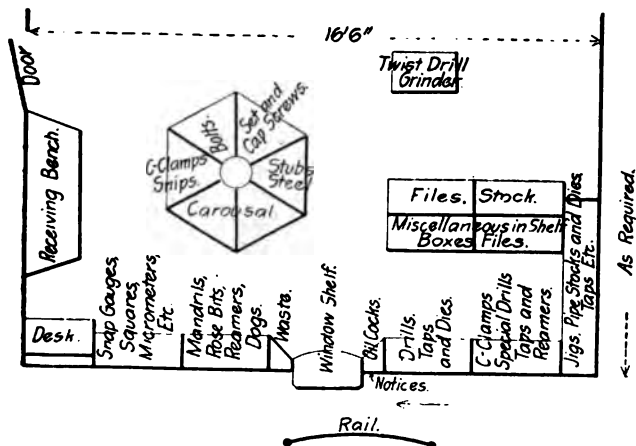 16'6"
Door
Twist Drill
Grinder
Receiving Bench.
Bolts.
Set and
Cap Screws.
C-Clamps
Snips.
Stubs
Steel
Carousal.
Files. Stock.
Miscellaneous in Shelf
Boxes Files.
Jigs, Pipe Stocks and Dies,
Taps Etc.
As Required.
Desk.
Snap Gauges,
Squares,
Micrometers,
Etc
Mandrils,
Rose Bits,
Reamers,
Dogs.
Waste.
Window Shelf.
Oil Cocks.
Drills.
Taps
and Dies.
C-Clamps
Special Drills
Taps and
Reamers.
Notices.
Rail.